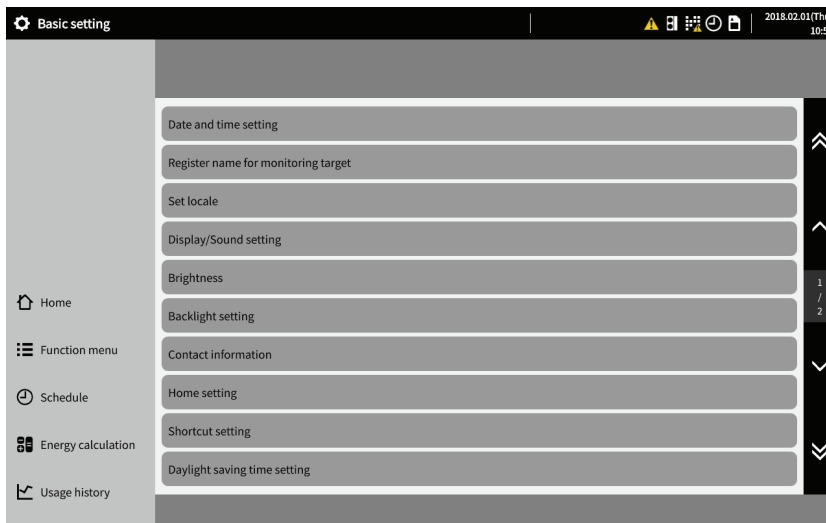 Basic setting
2018.02.01(Thu
10:5
Date and time setting
Register name for monitoring target
Set locale
Display/Sound setting
Brightness
Backlight setting
Contact information
Home setting
Shortcut setting
Daylight saving time setting
Home
Function menu
Schedule
Energy calculation
Usage history
1
/
2